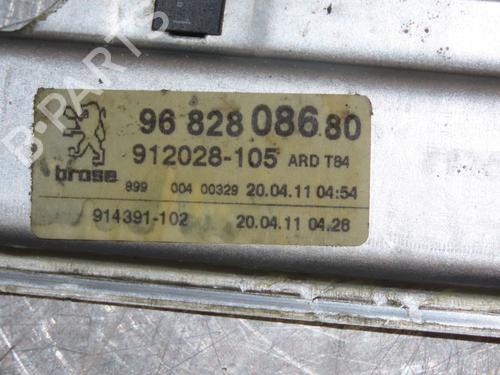 96 828 086.80
912028-105 ARD T84
brose
899 004 00329 20.04.11 04:54
914391-102 20.04.11 04:28
B-PARTS